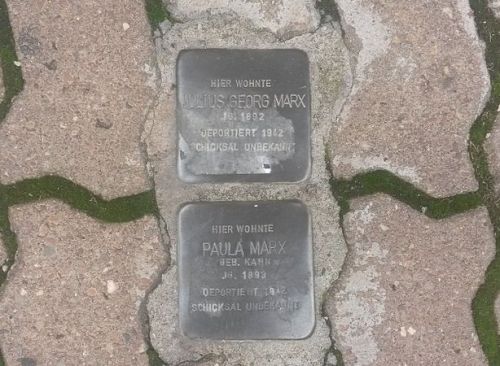 HIER WOHNTE
JULIUS GEORG MARX
JG. 1892
DEPORTIERT 1942
SCHICKSAL UNBEKANNT
HIER WOHNTE
PAULA MARX
GEB. KAHN
JG. 1893
DEPORTIERT 1942
SCHICKSAL UNBEKANNT